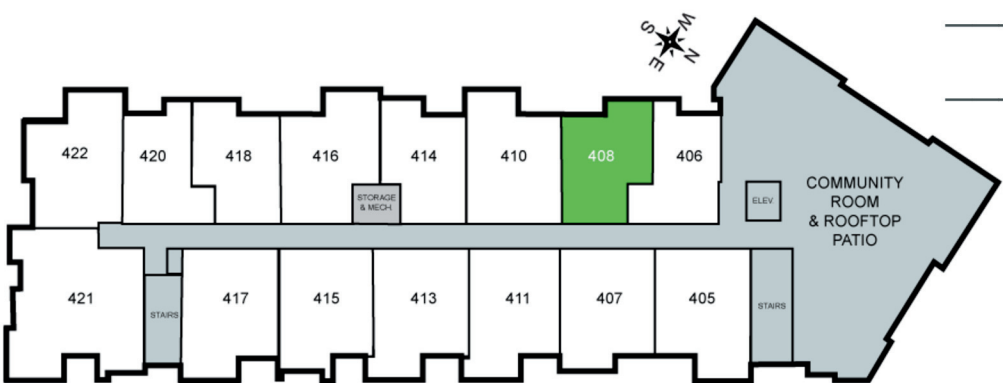 W
S
N
E
422
420
418
416
414
410
408
406
STORAGE
& MECH.
ELEV.
COMMUNITY
ROOM
& ROOFTOP
PATIO
421
STAIRS
417
415
413
411
407
405
STAIRS